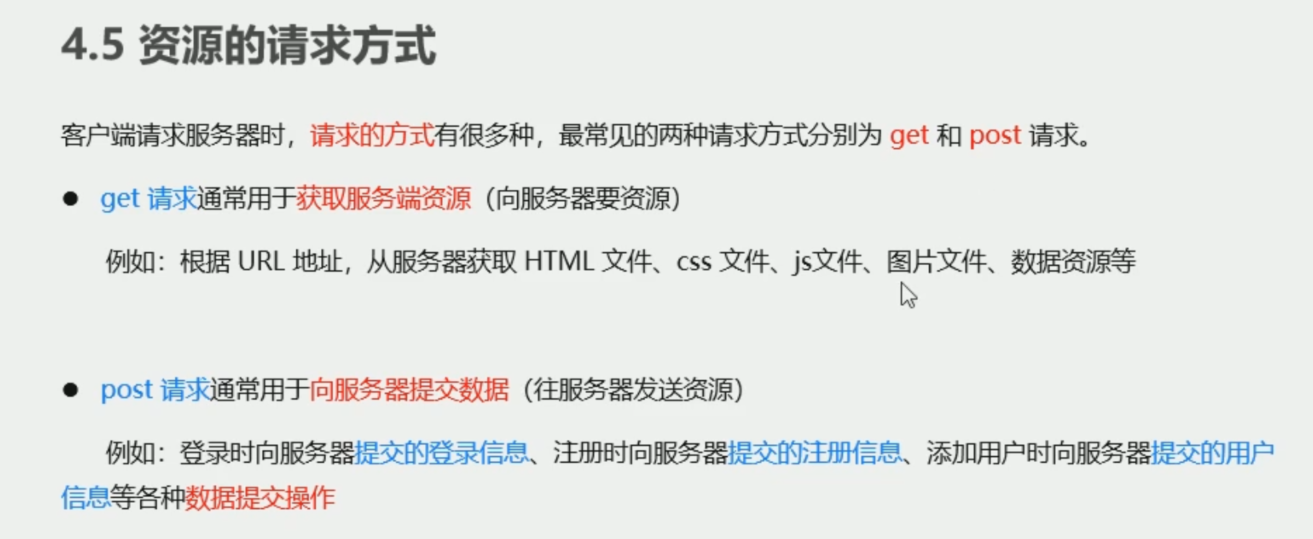 4.5 资源的请求方式
客户端请求服务器时，请求的方式有很多种，最常见的两种请求方式分别为 get 和 post 请求。
● get 请求通常用于获取服务端资源（向服务器要资源）
例如：根据 URL 地址，从服务器获取 HTML 文件、css 文件、js文件、图片文件、数据资源等
● post 请求通常用于向服务器提交数据（往服务器发送资源）
例如：登录时向服务器提交的登录信息、注册时向服务器提交的注册信息、添加用户时向服务器提交的用户
信息等各种数据提交操作